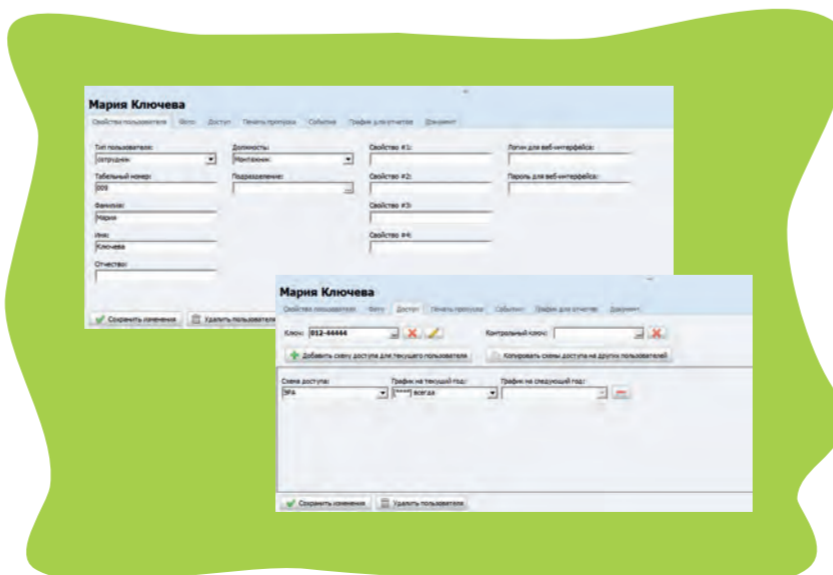 Мария Ключева
Свойства пользователя Фото Доступ Печать пропуска События График для отчетов Документ
Тип пользователя: Должность: Свойство #1: Логин для веб-интерфейса:
сотрудник Монтажник
Табельный номер: Подразделение: Свойство #2: Пароль для веб-интерфейса:
009
Фамилия: Свойство #3:
Мария
Имя: Свойство #4:
Ключева
Отчество:
Сохранить изменения Удалить пользователя
Мария Ключева
Свойства пользователя Фото Доступ Печать пропуска События График для отчетов Документ
Ключ: 012-44444 Контрольный ключ:
Добавить схему доступа для текущего пользователя Копировать схемы доступа на других пользователей
Схема доступа: График на текущий год: График на следующий год:
ЭРА [****] всегда
Сохранить изменения Удалить пользователя